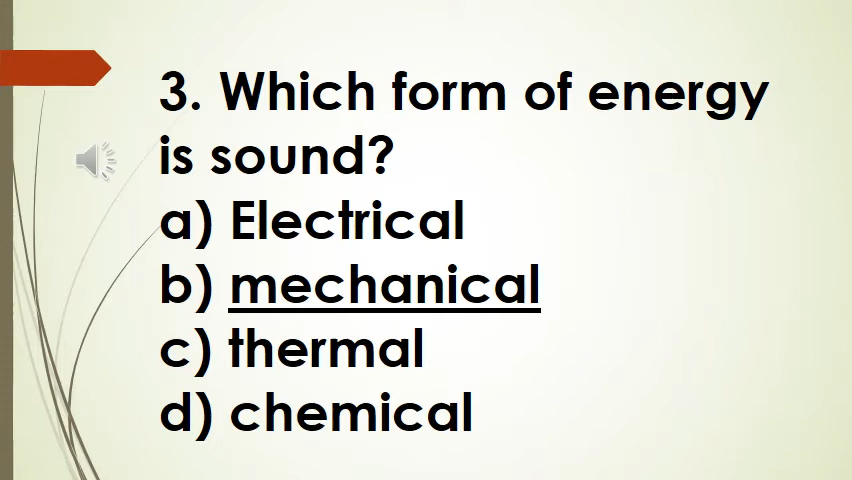 3. Which form of energy
is sound?
a) Electrical
b) mechanical
c) thermal
d) chemical